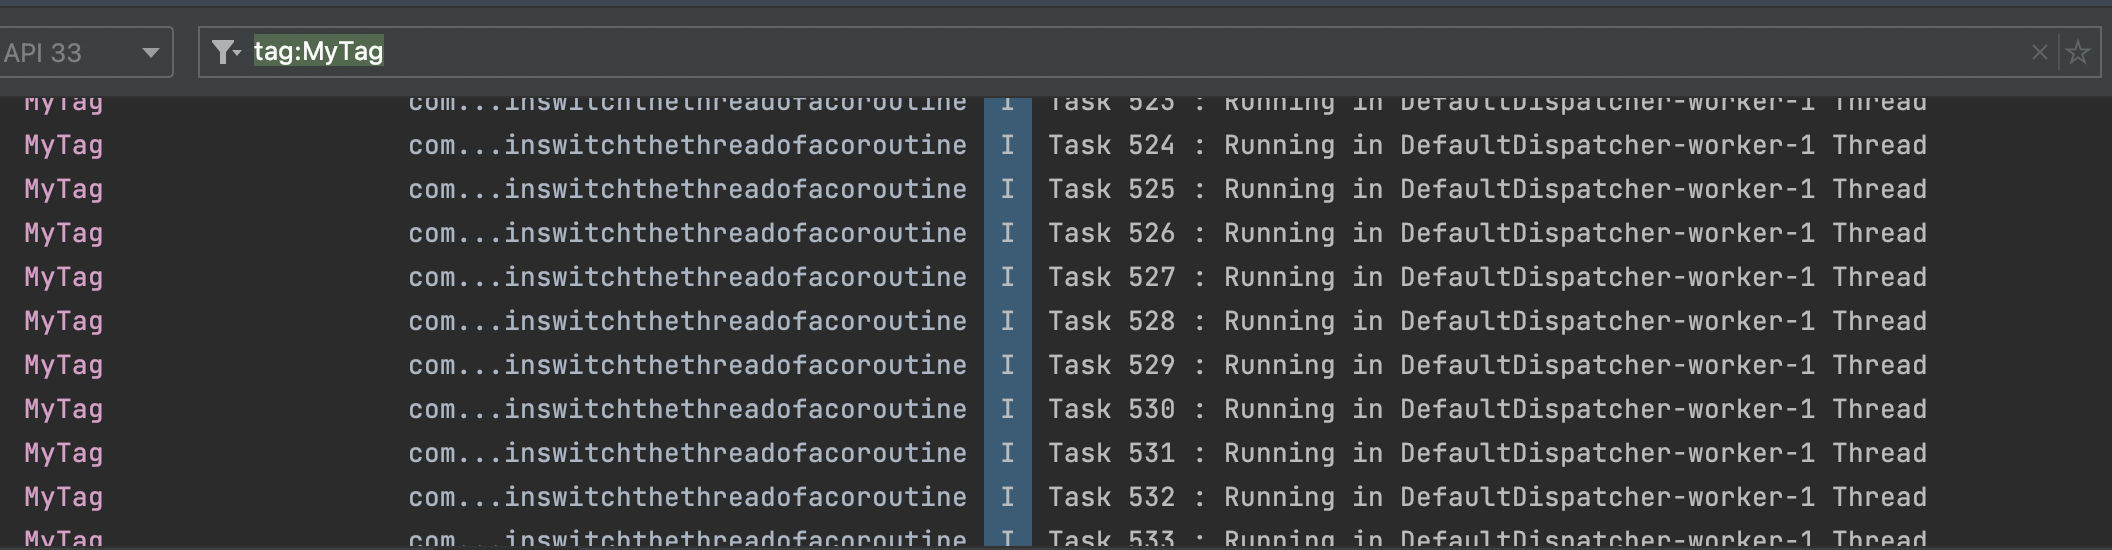 API 33 tag:MyTag
MyTag com...inswitchthethreadofacoroutine I Task 523 : Running in DefaultDispatcher-worker-1 Thread
MyTag com...inswitchthethreadofacoroutine I Task 524 : Running in DefaultDispatcher-worker-1 Thread
MyTag com...inswitchthethreadofacoroutine I Task 525 : Running in DefaultDispatcher-worker-1 Thread
MyTag com...inswitchthethreadofacoroutine I Task 526 : Running in DefaultDispatcher-worker-1 Thread
MyTag com...inswitchthethreadofacoroutine I Task 527 : Running in DefaultDispatcher-worker-1 Thread
MyTag com...inswitchthethreadofacoroutine I Task 528 : Running in DefaultDispatcher-worker-1 Thread
MyTag com...inswitchthethreadofacoroutine I Task 529 : Running in DefaultDispatcher-worker-1 Thread
MyTag com...inswitchthethreadofacoroutine I Task 530 : Running in DefaultDispatcher-worker-1 Thread
MyTag com...inswitchthethreadofacoroutine I Task 531 : Running in DefaultDispatcher-worker-1 Thread
MyTag com...inswitchthethreadofacoroutine I Task 532 : Running in DefaultDispatcher-worker-1 Thread
MyTag com...inswitchthethreadofacoroutine I Task 533 : Running in DefaultDispatcher-worker-1 Thread